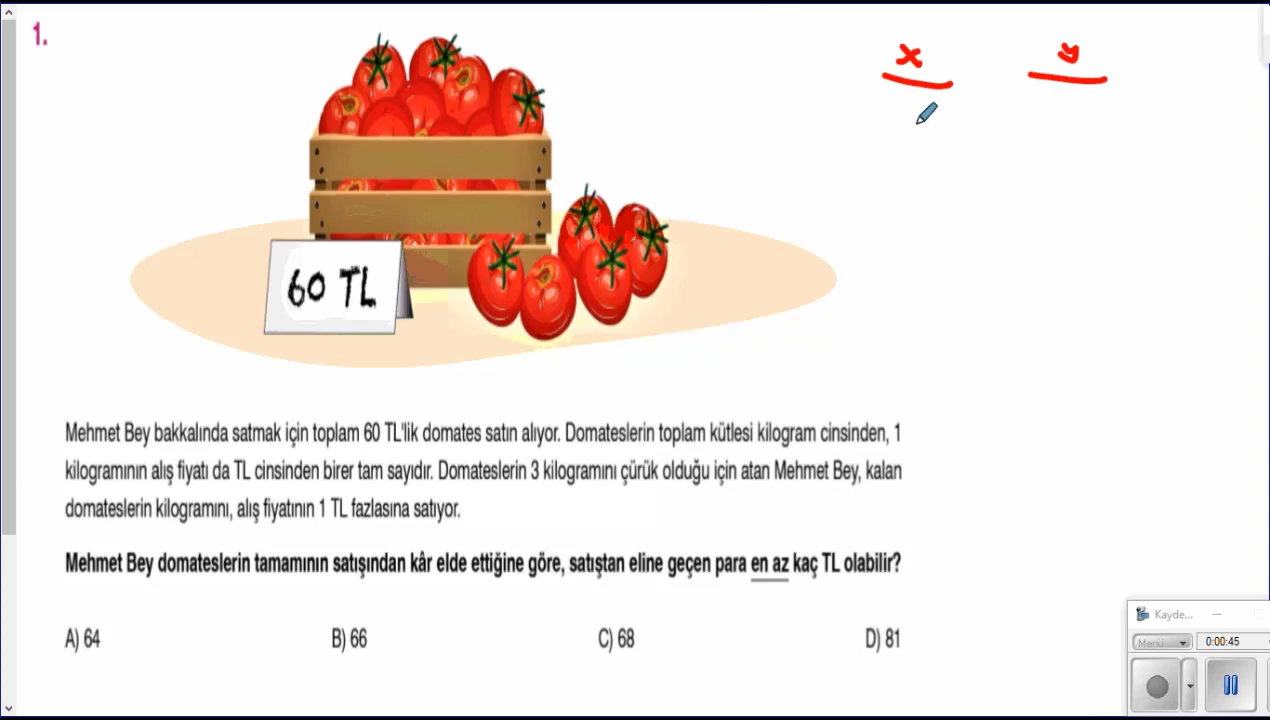 1.
x y
60 TL
Mehmet Bey bakkalında satmak için toplam 60 TL'lik domates satın alıyor. Domateslerin toplam kütlesi kilogram cinsinden, 1
kilogramının alış fiyatı da TL cinsinden birer tam sayıdır. Domateslerin 3 kilogramını çürük olduğu için atan Mehmet Bey, kalan
domateslerin kilogramını, alış fiyatının 1 TL fazlasına satıyor.
Mehmet Bey domateslerin tamamının satışından kâr elde ettiğine göre, satıştan eline geçen para en az kaç TL olabilir?
A) 64 B) 66 C) 68 D) 81
Kayde...
Menü 0:00:45